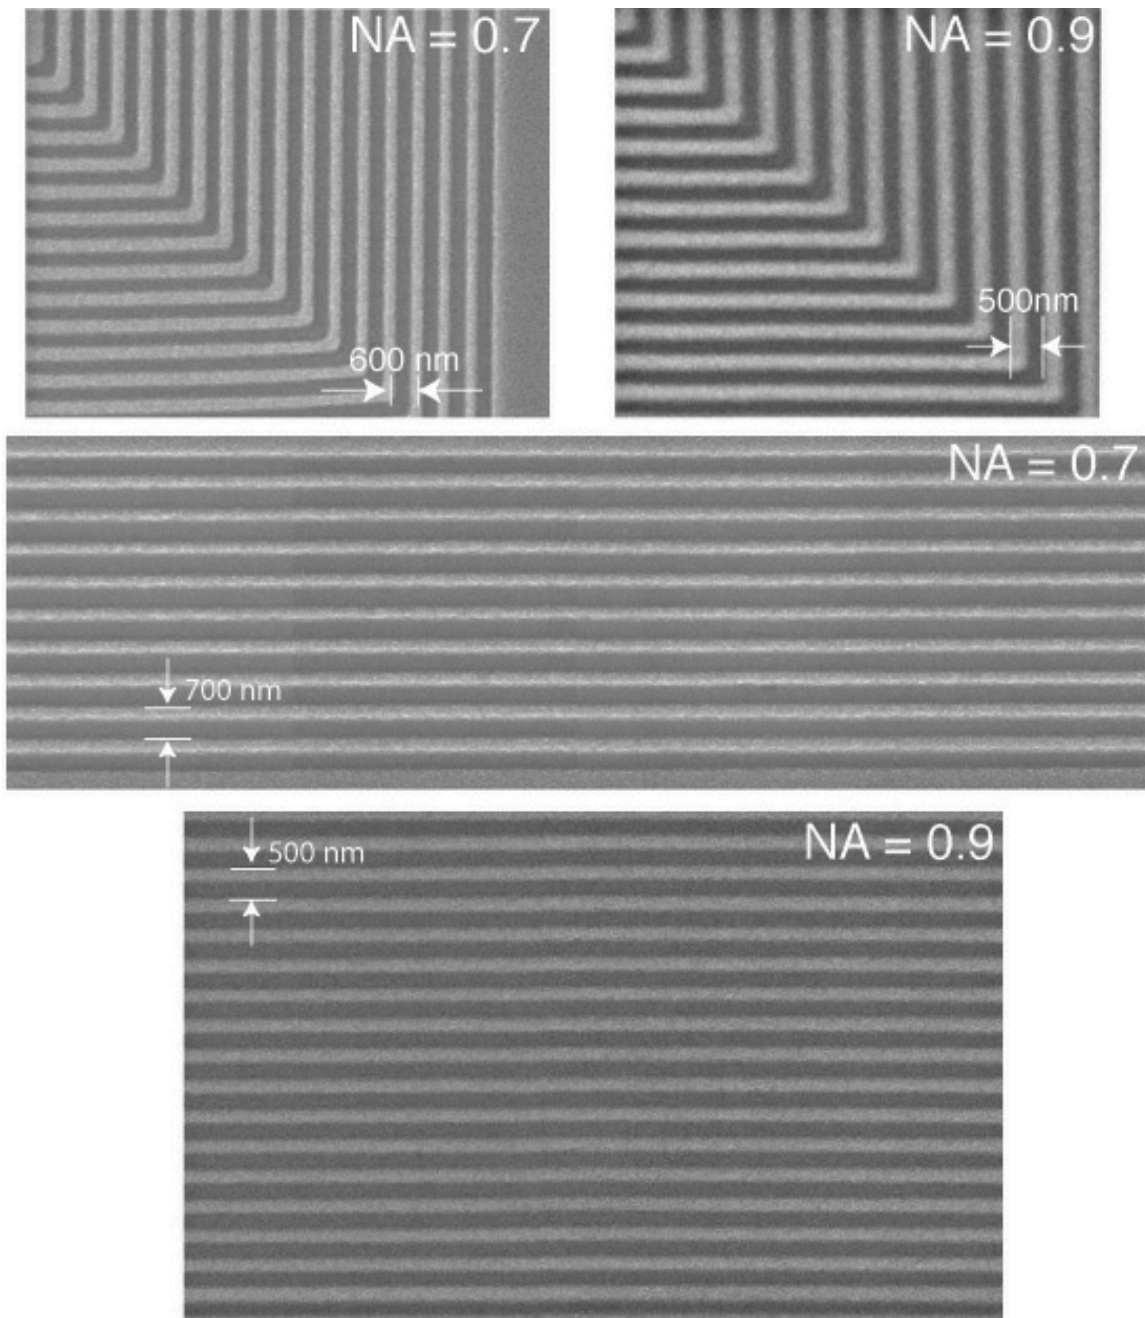 NA = 0.7
600 nm
NA = 0.9
500nm
NA = 0.7
700 nm
NA = 0.9
500 nm